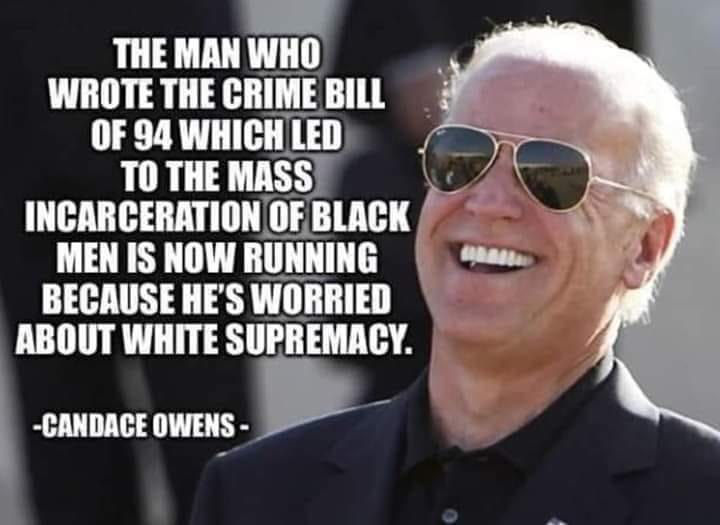 THE MAN WHO
WROTE THE CRIME BILL
OF 94 WHICH LED
TO THE MASS
INCARCERATION OF BLACK
MEN IS NOW RUNNING
BECAUSE HE'S WORRIED
ABOUT WHITE SUPREMACY.
-CANDACE OWENS-